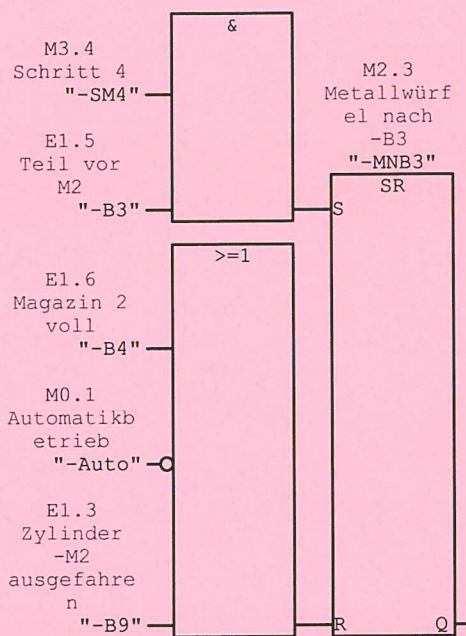 &
M3.4
Schritt 4
"-SM4"
E1.5
Teil vor
M2
"-B3"
M2.3
Metallwürf
el nach
-B3
"-MNB3"
SR
S
>=1
E1.6
Magazin 2
voll
"-B4"
M0.1
Automatikb
etrieb
"-Auto"
E1.3
Zylinder
-M2
ausgefahre
n
"-B9"
R
Q